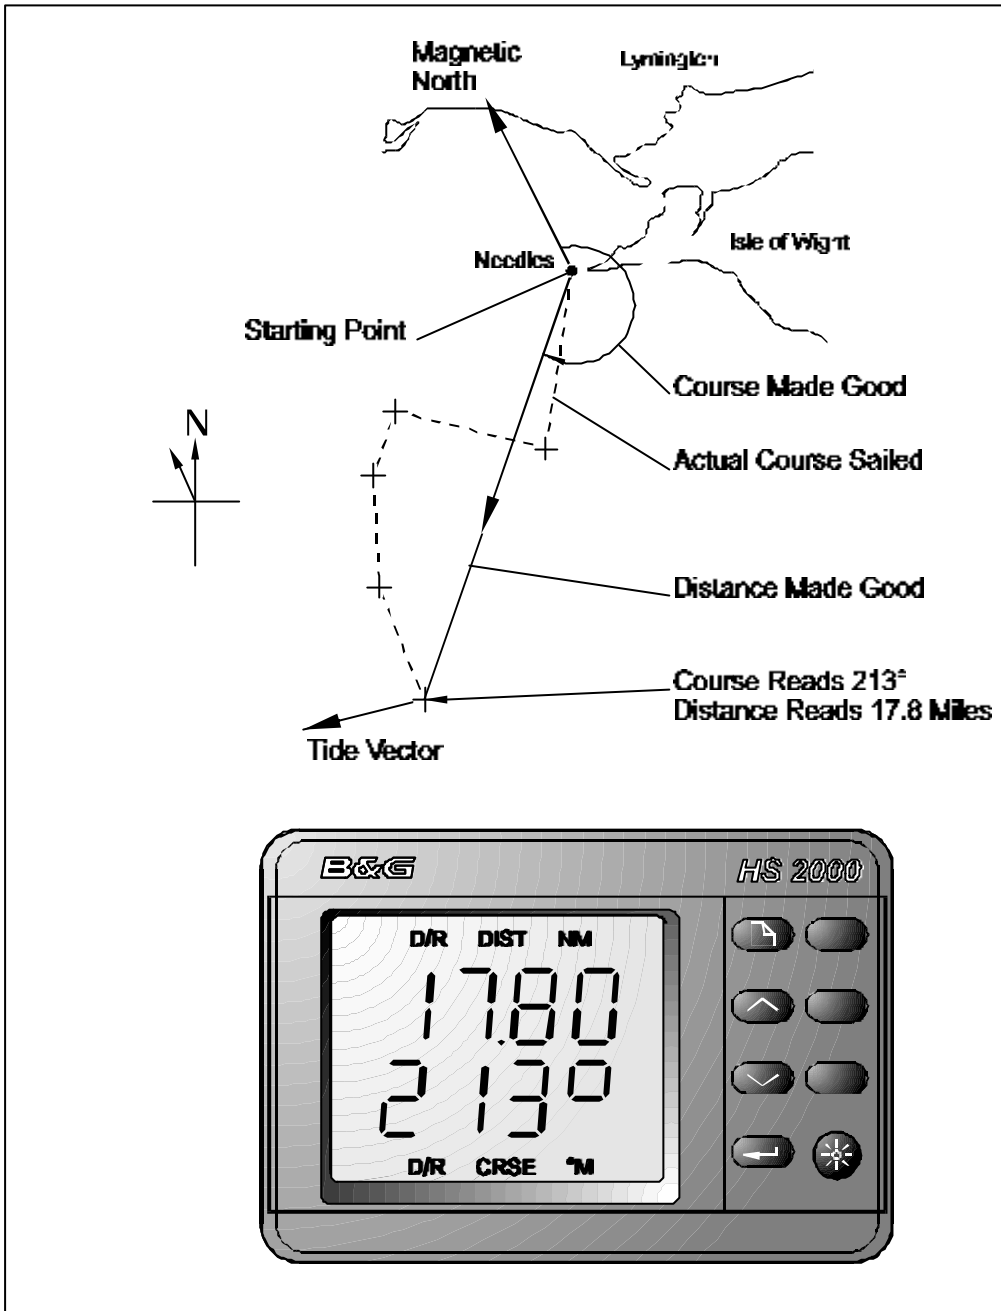 Magnetic
North
Lymington
Needles
Isle of Wight
Starting Point
Course Made Good
N
Actual Course Sailed
Distance Made Good
Course Reads 213°
Distance Reads 17.8 Miles
Tide Vector
B&G
HS 2000
D/R DIST NM
17.80
213°
D/R CRSE °M